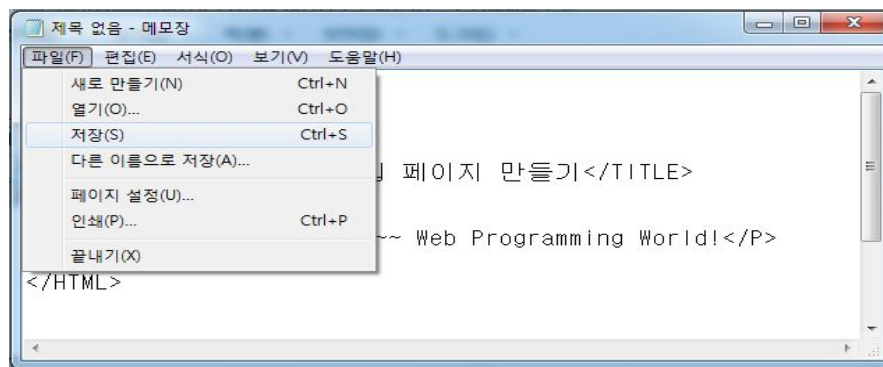 제목 없음 - 메모장
파일(F) 편집(E) 서식(O) 보기(V) 도움말(H)
새로 만들기(N) Ctrl+N
열기(O)... Ctrl+O
저장(S) Ctrl+S
다른 이름으로 저장(A)...
페이지 설정(U)...
인쇄(P)... Ctrl+P
끝내기(X)
페이지 만들기</TITLE>
~~ Web Programming World!</P>
</HTML>